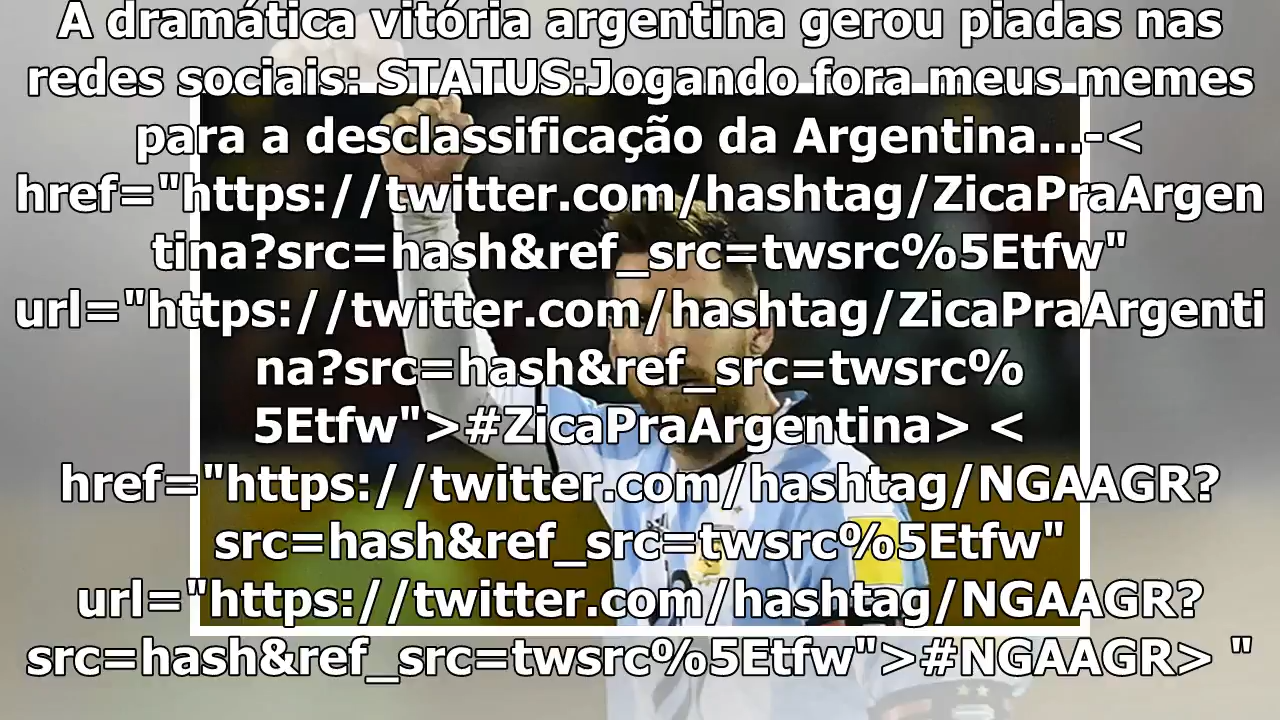 A dramática vitória argentina gerou piadas nas
redes sociais: STATUS:Jogando fora meus memes
para a desclassificação da Argentina...-<
href="https://twitter.com/hashtag/ZicaPraArgen
tina?src=hash&ref_src=twsrc%5Etfw"
url="https://twitter.com/hashtag/ZicaPraArgenti
na?src=hash&ref_src=twsrc%
5Etfw">#ZicaPraArgentina> <
href="https://twitter.com/hashtag/NGAAGR?
src=hash&ref_src=twsrc%5Etfw"
url="https://twitter.com/hashtag/NGAAGR?
src=hash&ref_src=twsrc%5Etfw">#NGAAGR> "